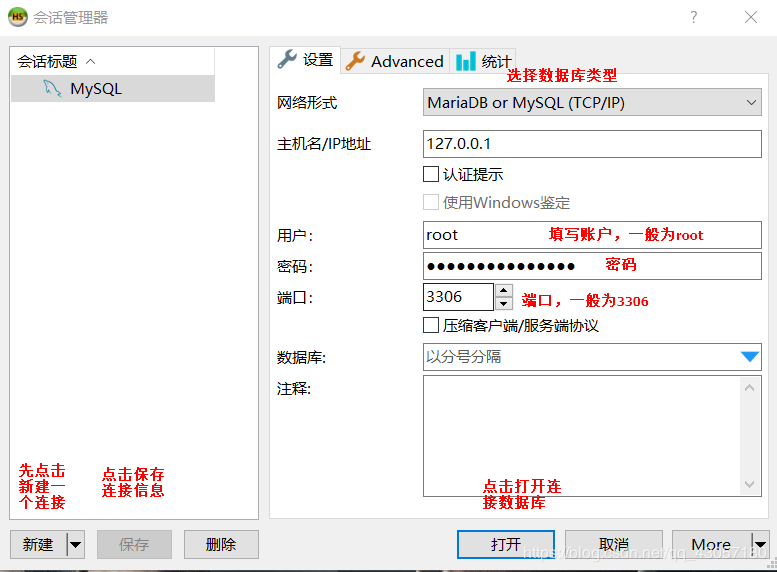 HS 会话管理器
会话标题
MySQL
设置 Advanced 统计
选择数据库类型
网络形式 MariaDB or MySQL (TCP/IP)
主机名/IP地址 127.0.0.1
认证提示
使用Windows鉴定
用户: root 填写账户，一般为root
密码: ●●●●●●●●●●●●●●● 密码
端口: 3306 端口，一般为3306
压缩客户端/服务端协议
数据库: 以分号分隔
注释:
先点击
新建一
个连接
点击保存
连接信息
点击打开连
接数据库
新建 保存 删除 打开 取消 More